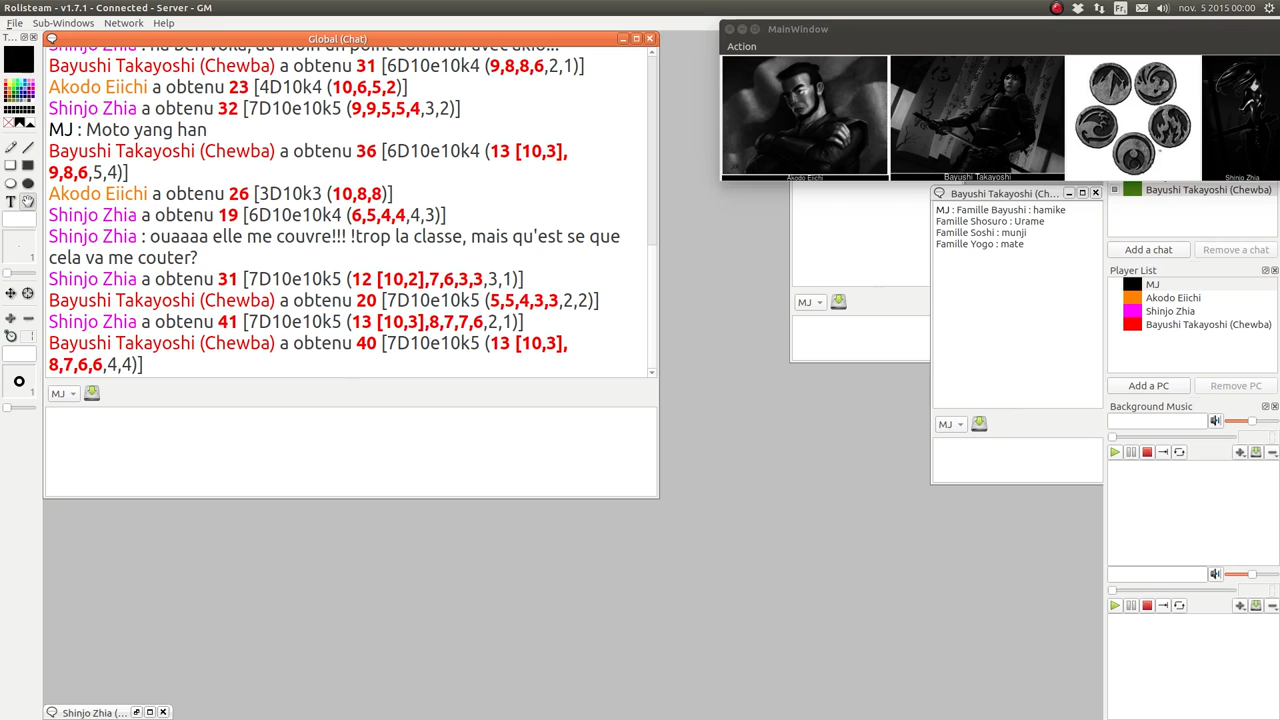 Rolisteam - v1.7.1 - Connected - Server - GM
Fr,
nov. 5 2015 00:00
File Sub-Windows Network Help
T...
Global (Chat)
Bayushi Takayoshi (Chewba) a obtenu 31 [6D10e10k4 (9,8,8,6,2,1)]
Akodo Eiichi a obtenu 23 [4D10k4 (10,6,5,2)]
Shinjo Zhia a obtenu 32 [7D10e10k5 (9,9,5,5,4,3,2)]
MJ : Moto yang han
Bayushi Takayoshi (Chewba) a obtenu 36 [6D10e10k4 (13 [10,3],
9,8,6,5,4)]
Akodo Eiichi a obtenu 26 [3D10k3 (10,8,8)]
Shinjo Zhia a obtenu 19 [6D10e10k4 (6,5,4,4,4,3)]
Shinjo Zhia : ouaaaa elle me couvre!!! !trop la classe, mais qu'est se que
cela va me couter?
Shinjo Zhia a obtenu 31 [7D10e10k5 (12 [10,2],7,6,3,3,3,1)]
Bayushi Takayoshi (Chewba) a obtenu 20 [7D10e10k5 (5,5,4,3,3,2,2)]
Shinjo Zhia a obtenu 41 [7D10e10k5 (13 [10,3],8,7,7,6,2,1)]
Bayushi Takayoshi (Chewba) a obtenu 40 [7D10e10k5 (13 [10,3],
8,7,6,6,4,4)]
MJ
T
1
1
Shinjo Zhia (...
MainWindow
Action
Akodo Eiichi
Bayushi Takayoshi
Shinjo Zhia
MJ
Bayushi Takayoshi (Ch...
MJ : Famille Bayushi : hamike
Famille Shosuro : Urame
Famille Soshi : munji
Famille Yogo : mate
MJ
Bayushi Takayoshi (Chewba)
Add a chat Remove a chat
Player List
MJ
Akodo Eiichi
Shinjo Zhia
Bayushi Takayoshi (Chewba)
Add a PC Remove PC
Background Music